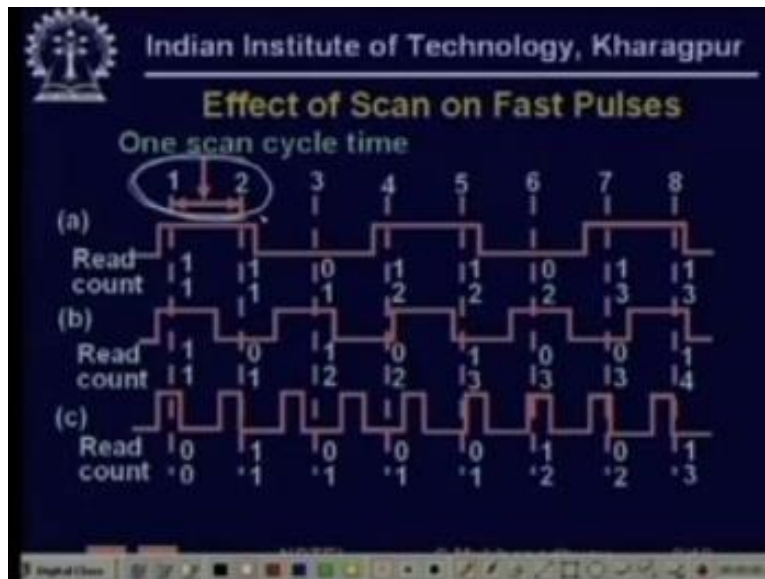 Indian Institute of Technology, Kharagpur
Effect of Scan on Fast Pulses
One scan cycle time
1 2 3 4 5 6 7 8
(a)
Read 1 1 0 1 1 0 1 1
count 1 1 1 2 2 2 3 3
(b)
Read 1 0 1 0 1 0 0 1
count 1 1 2 2 3 3 3 4
(c)
Read 0 1 0 0 0 1 0 1
count 0 1 1 1 1 2 2 3